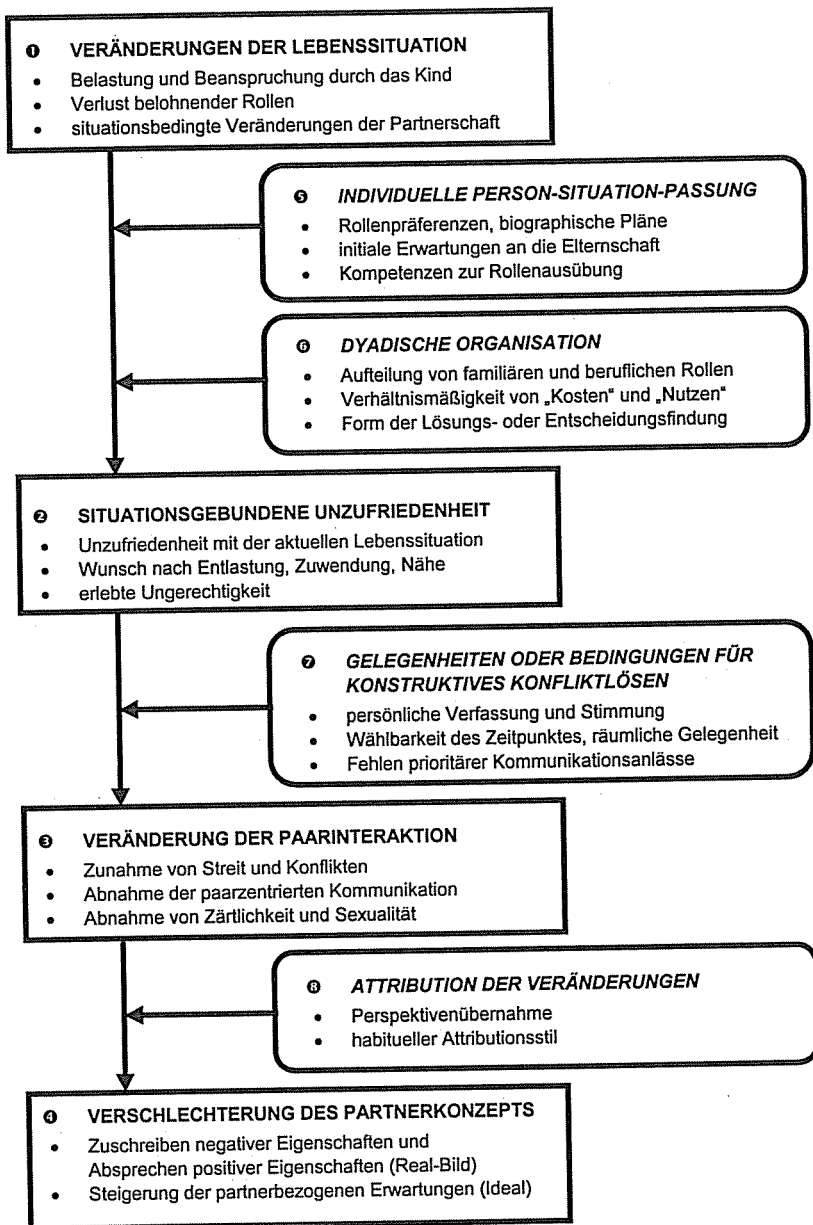 ❶ VERÄNDERUNGEN DER LEBENSSITUATION
• Belastung und Beanspruchung durch das Kind
• Verlust belohnender Rollen
• situationsbedingte Veränderungen der Partnerschaft
❺ INDIVIDUELLE PERSON-SITUATION-PASSUNG
• Rollenpräferenzen, biographische Pläne
• initiale Erwartungen an die Elternschaft
• Kompetenzen zur Rollenausübung
❻ DYADISCHE ORGANISATION
• Aufteilung von familiären und beruflichen Rollen
• Verhältnismäßigkeit von „Kosten“ und „Nutzen“
• Form der Lösungs- oder Entscheidungsfindung
❷ SITUATIONSGEBUNDENE UNZUFRIEDENHEIT
• Unzufriedenheit mit der aktuellen Lebenssituation
• Wunsch nach Entlastung, Zuwendung, Nähe
• erlebte Ungerechtigkeit
❼ GELEGENHEITEN ODER BEDINGUNGEN FÜR
KONSTRUKTIVES KONFLIKTLÖSEN
• persönliche Verfassung und Stimmung
• Wählbarkeit des Zeitpunktes, räumliche Gelegenheit
• Fehlen prioritärer Kommunikationsanlässe
❸ VERÄNDERUNG DER PAARINTERAKTION
• Zunahme von Streit und Konflikten
• Abnahme der paarzentrierten Kommunikation
• Abnahme von Zärtlichkeit und Sexualität
❽ ATTRIBUTION DER VERÄNDERUNGEN
• Perspektivenübernahme
• habitueller Attributionsstil
❹ VERSCHLECHTERUNG DES PARTNERKONZEPTS
• Zuschreiben negativer Eigenschaften und
Absprechen positiver Eigenschaften (Real-Bild)
• Steigerung der partnerbezogenen Erwartungen (Ideal)